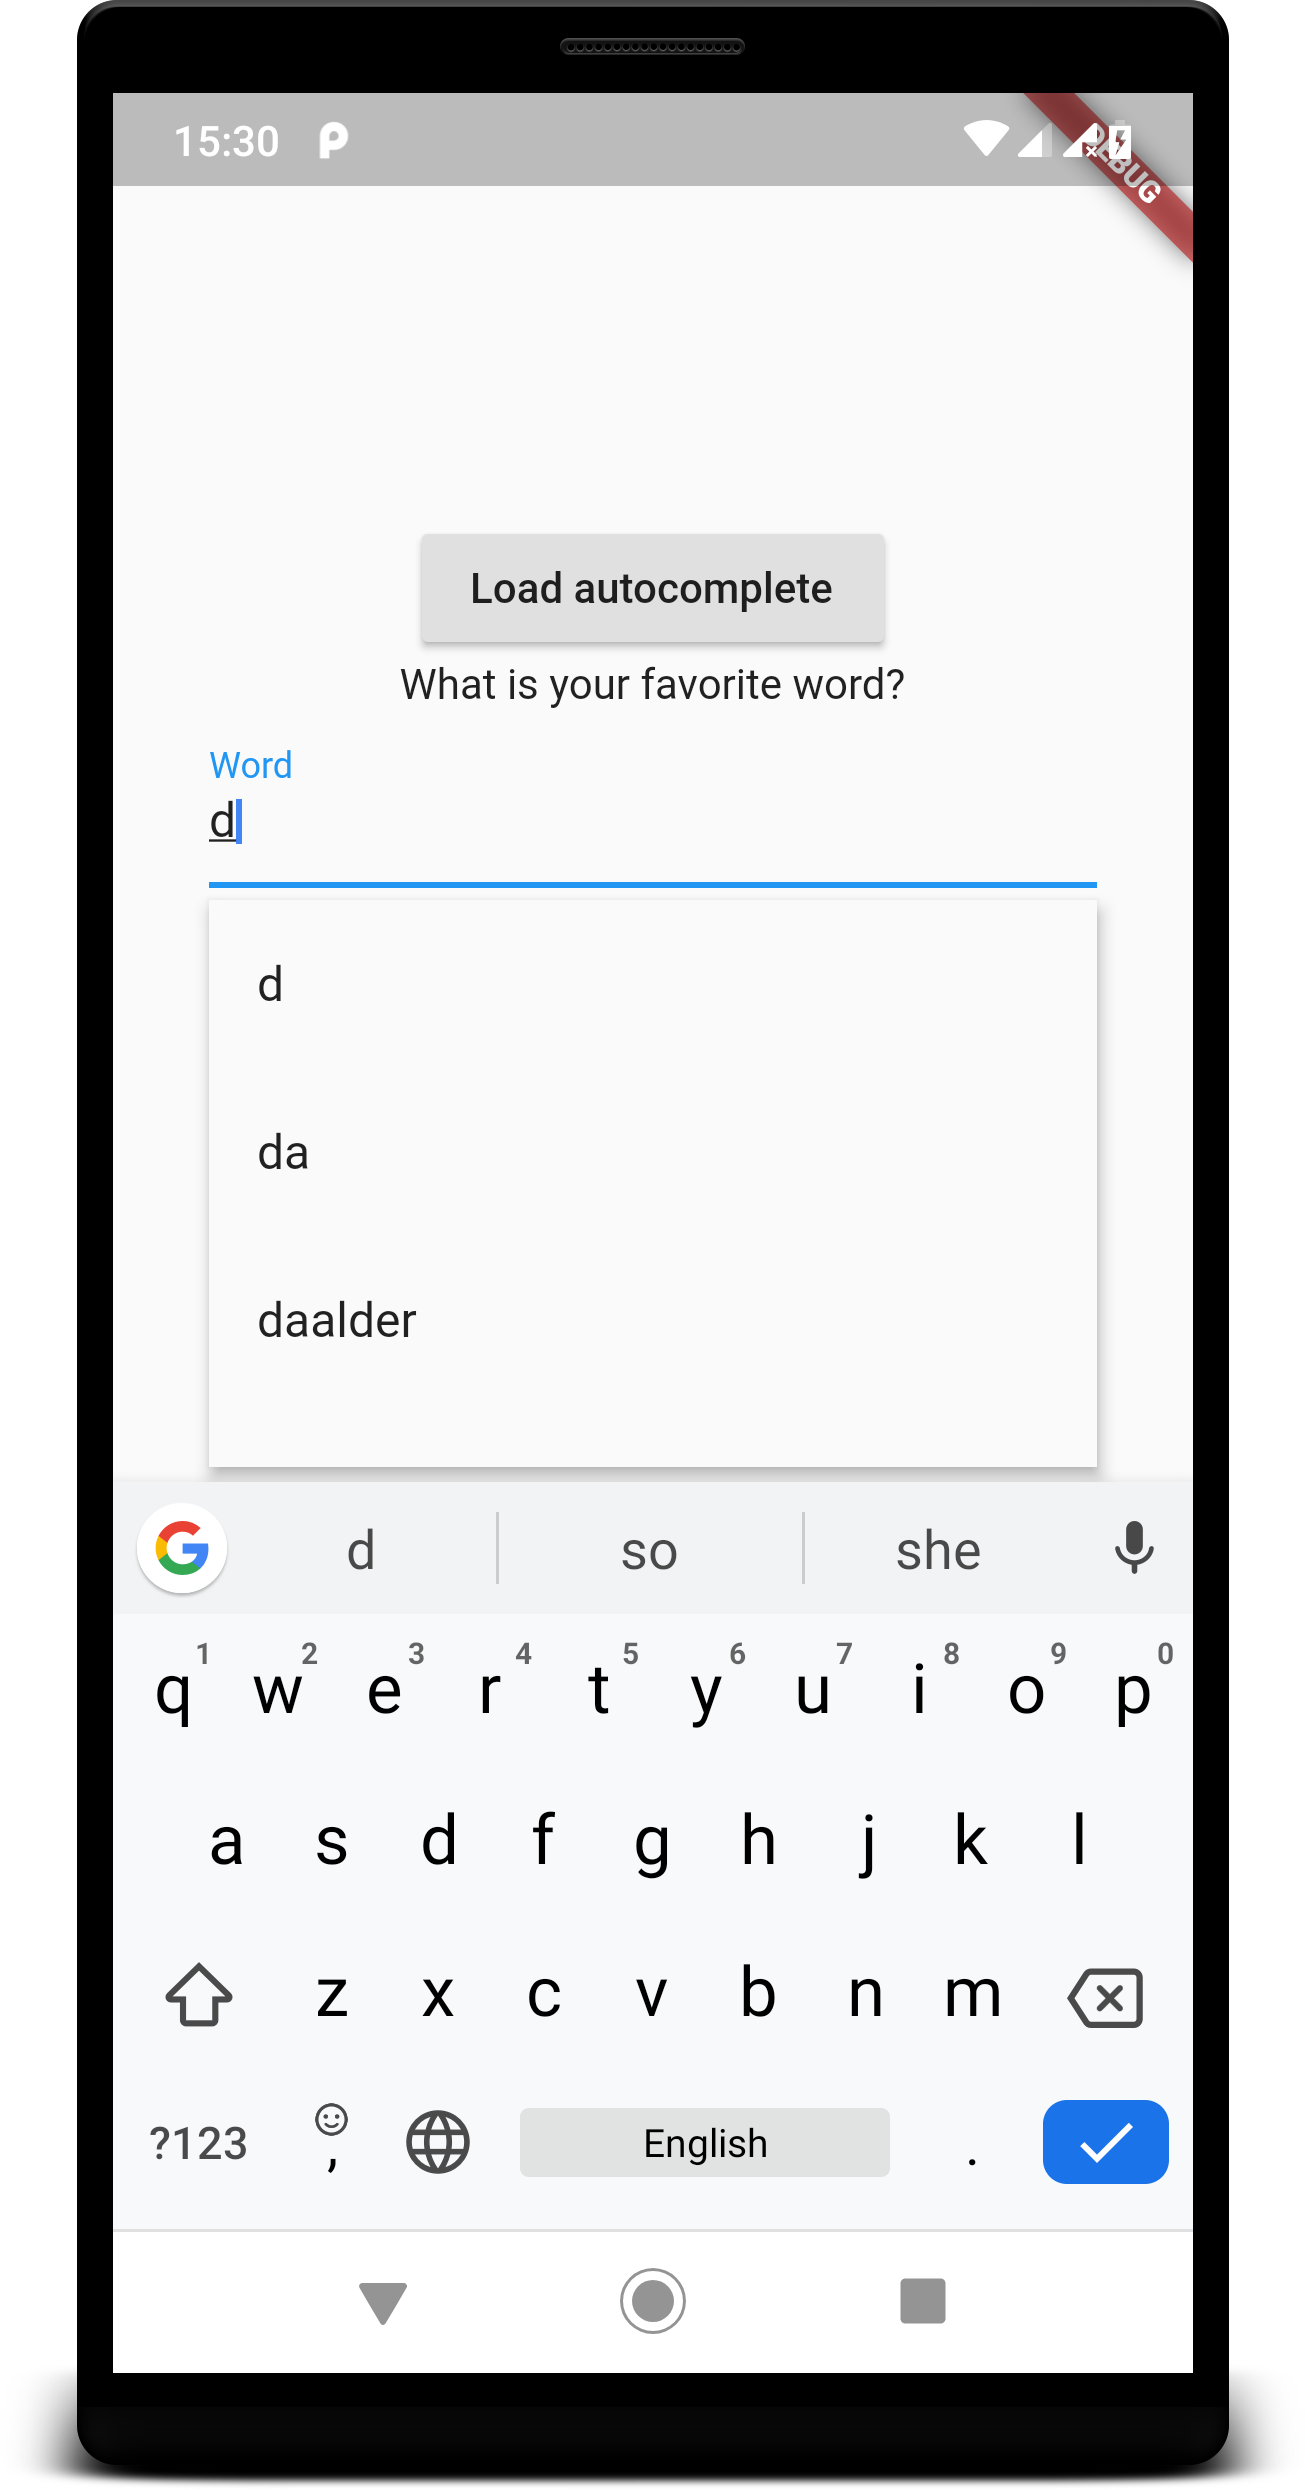 15:30
DEBUG
Load autocomplete
What is your favorite word?
Word
d
d
da
daalder
G d so she
1 2 3 4 5 6 7 8 9 0
q w e r t y u i o p
a s d f g h j k l
z x c v b n m
?123 , English .